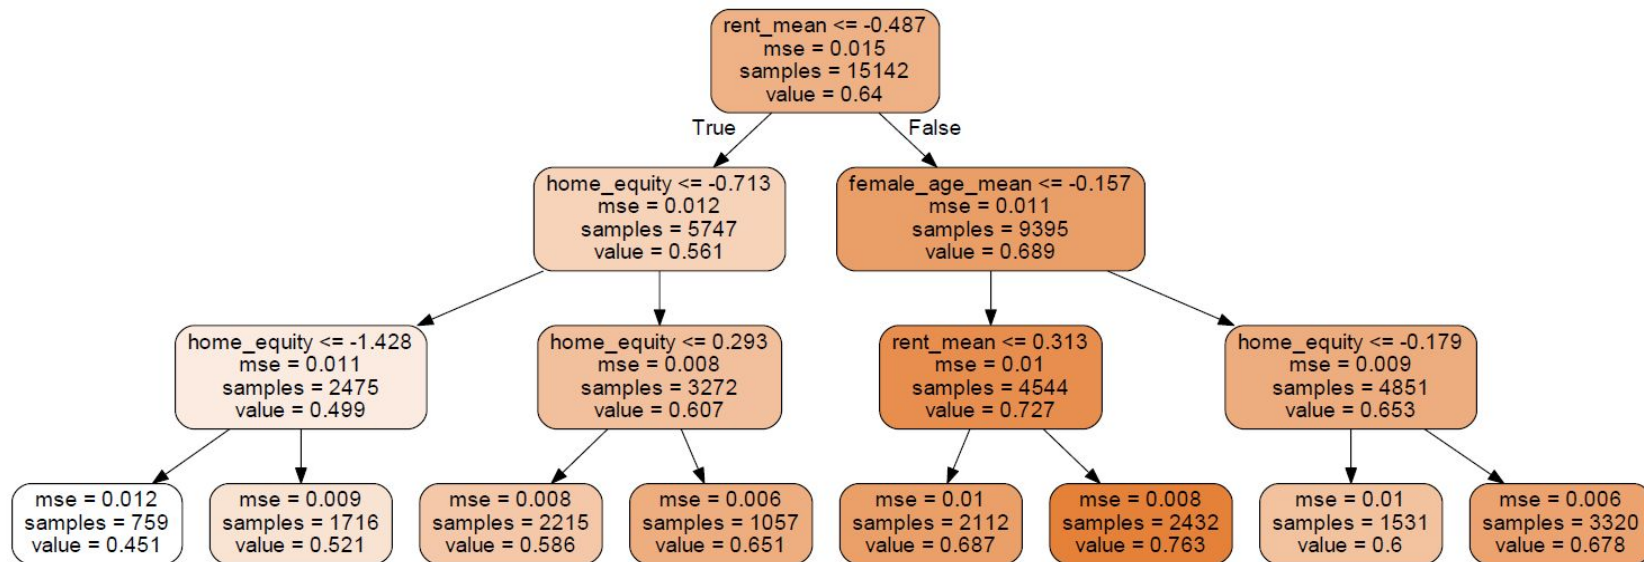 rent_mean <= -0.487
mse = 0.015
samples = 15142
value = 0.64
True
False
home_equity <= -0.713
mse = 0.012
samples = 5747
value = 0.561
female_age_mean <= -0.157
mse = 0.011
samples = 9395
value = 0.689
home_equity <= -1.428
mse = 0.011
samples = 2475
value = 0.499
home_equity <= 0.293
mse = 0.008
samples = 3272
value = 0.607
rent_mean <= 0.313
mse = 0.01
samples = 4544
value = 0.727
home_equity <= -0.179
mse = 0.009
samples = 4851
value = 0.653
mse = 0.012
samples = 759
value = 0.451
mse = 0.009
samples = 1716
value = 0.521
mse = 0.008
samples = 2215
value = 0.586
mse = 0.006
samples = 1057
value = 0.651
mse = 0.01
samples = 2112
value = 0.687
mse = 0.008
samples = 2432
value = 0.763
mse = 0.01
samples = 1531
value = 0.6
mse = 0.006
samples = 3320
value = 0.678